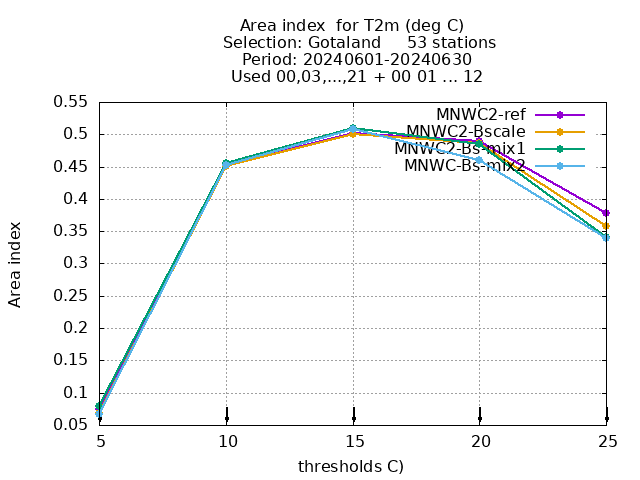 Area index  for T2m (deg C)
Selection: Gotaland     53 stations
Period: 20240601-20240630
Used 00,03,...,21 + 00 01 ... 12
MNWC2-ref
MNWC2-Bscale
MNWC2-Bs-mix1
MNWC-Bs-mix2
0.55
0.5
0.45
0.4
0.35
0.3
0.25
0.2
0.15
0.1
0.05
Area index
5 10 15 20 25
thresholds C)